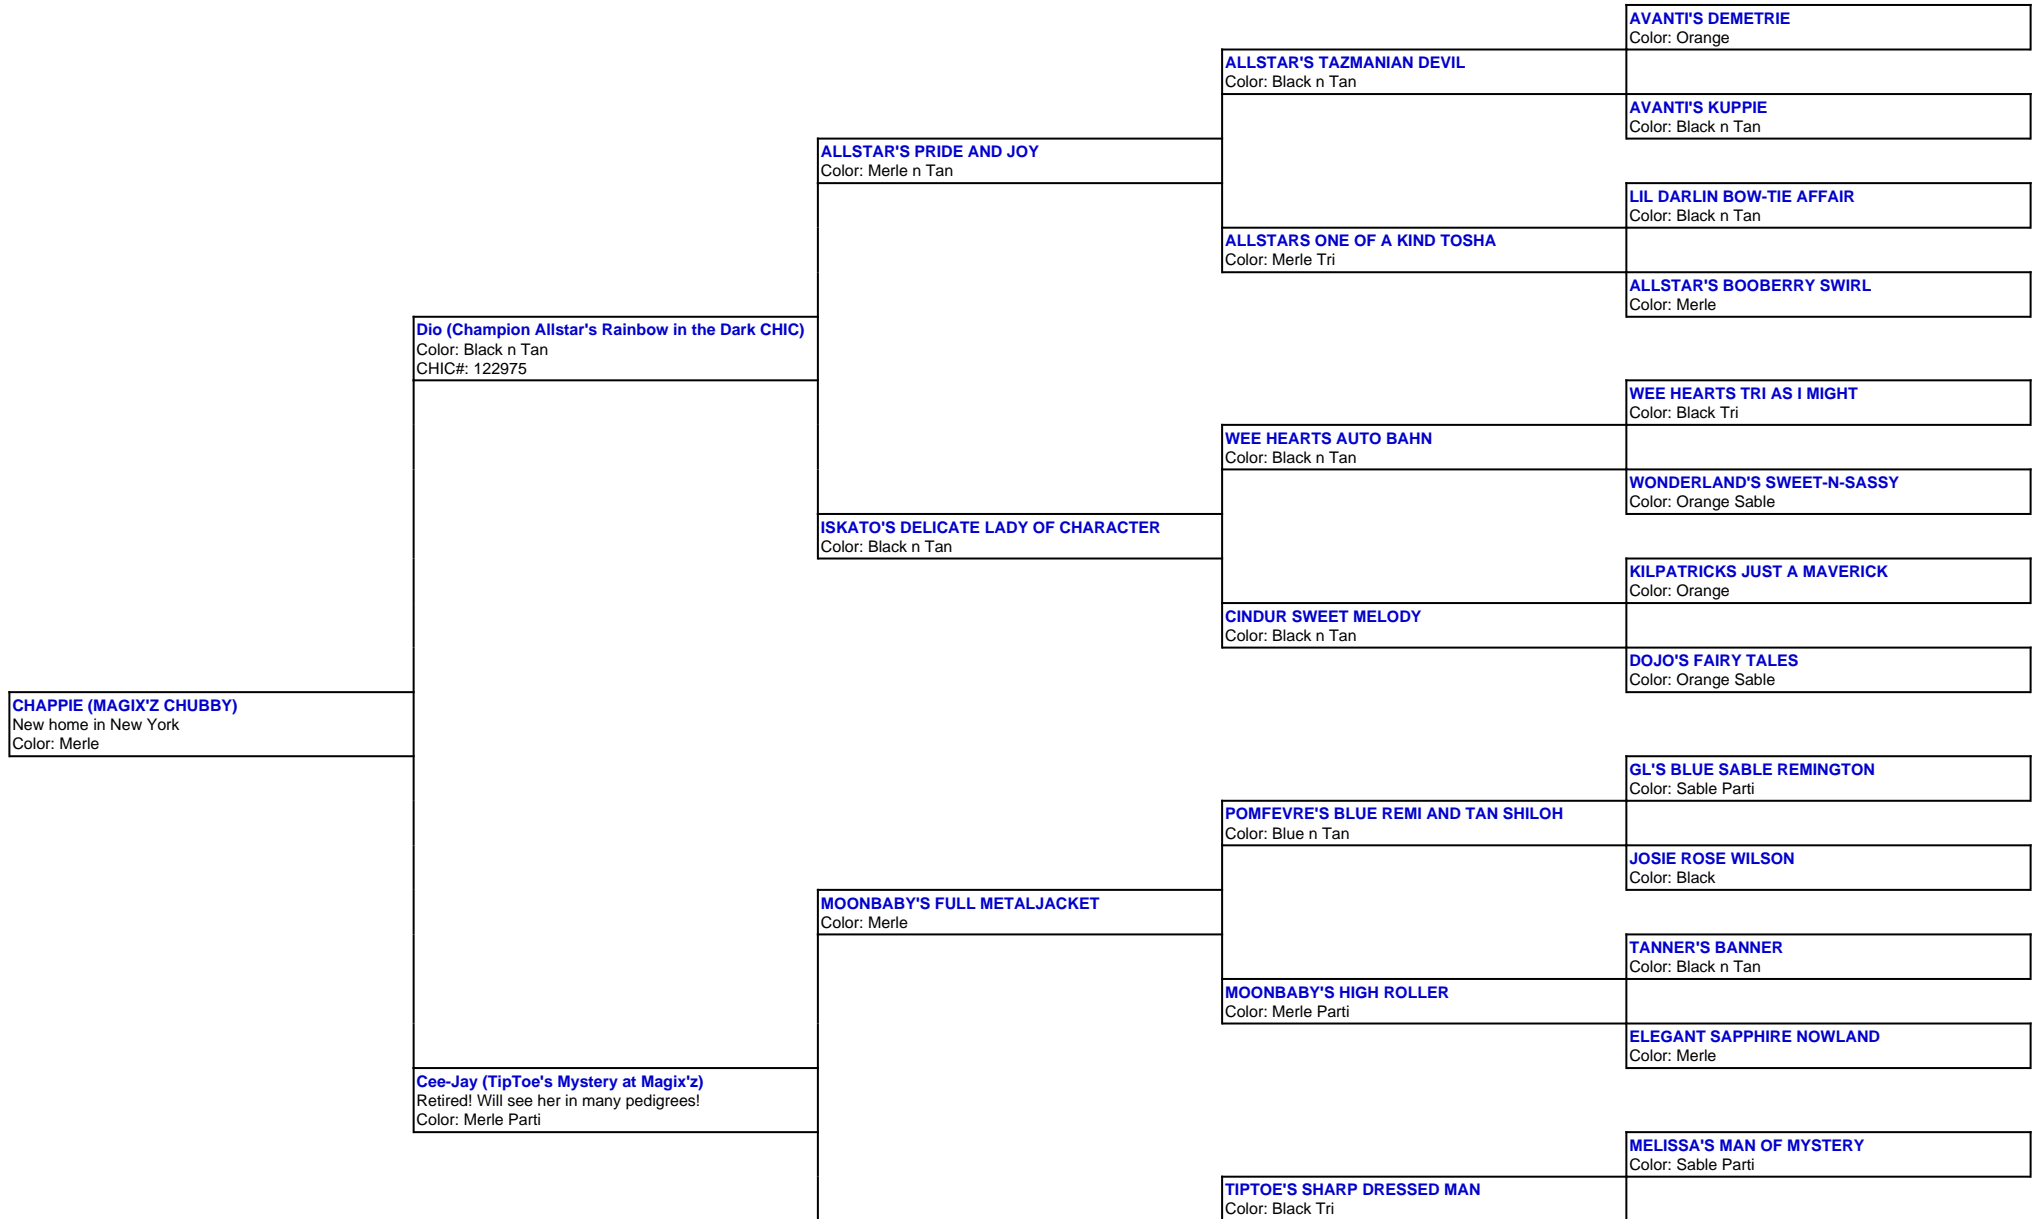 AVANTI'S DEMETRIE
Color: Orange
ALLSTAR'S TAZMANIAN DEVIL
Color: Black n Tan
AVANTI'S KUPPIE
Color: Black n Tan
ALLSTAR'S PRIDE AND JOY
Color: Merle n Tan
LIL DARLIN BOW-TIE AFFAIR
Color: Black n Tan
ALLSTARS ONE OF A KIND TOSHA
Color: Merle Tri
ALLSTAR'S BOOBERRY SWIRL
Color: Merle
Dio (Champion Allstar's Rainbow in the Dark CHIC)
Color: Black n Tan
CHIC#: 122975
WEE HEARTS TRI AS I MIGHT
Color: Black Tri
WEE HEARTS AUTO BAHN
Color: Black n Tan
WONDERLAND'S SWEET-N-SASSY
Color: Orange Sable
ISKATO'S DELICATE LADY OF CHARACTER
Color: Black n Tan
KILPATRICKS JUST A MAVERICK
Color: Orange
CINDUR SWEET MELODY
Color: Black n Tan
DOJO'S FAIRY TALES
Color: Orange Sable
CHAPPIE (MAGIX'Z CHUBBY)
New home in New York
Color: Merle
GL'S BLUE SABLE REMINGTON
Color: Sable Parti
POMFEVRE'S BLUE REMI AND TAN SHILOH
Color: Blue n Tan
JOSIE ROSE WILSON
Color: Black
MOONBABY'S FULL METALJACKET
Color: Merle
TANNER'S BANNER
Color: Black n Tan
MOONBABY'S HIGH ROLLER
Color: Merle Parti
ELEGANT SAPPHIRE NOWLAND
Color: Merle
Cee-Jay (TipToe's Mystery at Magix'z)
Retired! Will see her in many pedigrees!
Color: Merle Parti
MELISSA'S MAN OF MYSTERY
Color: Sable Parti
TIPTOE'S SHARP DRESSED MAN
Color: Black Tri